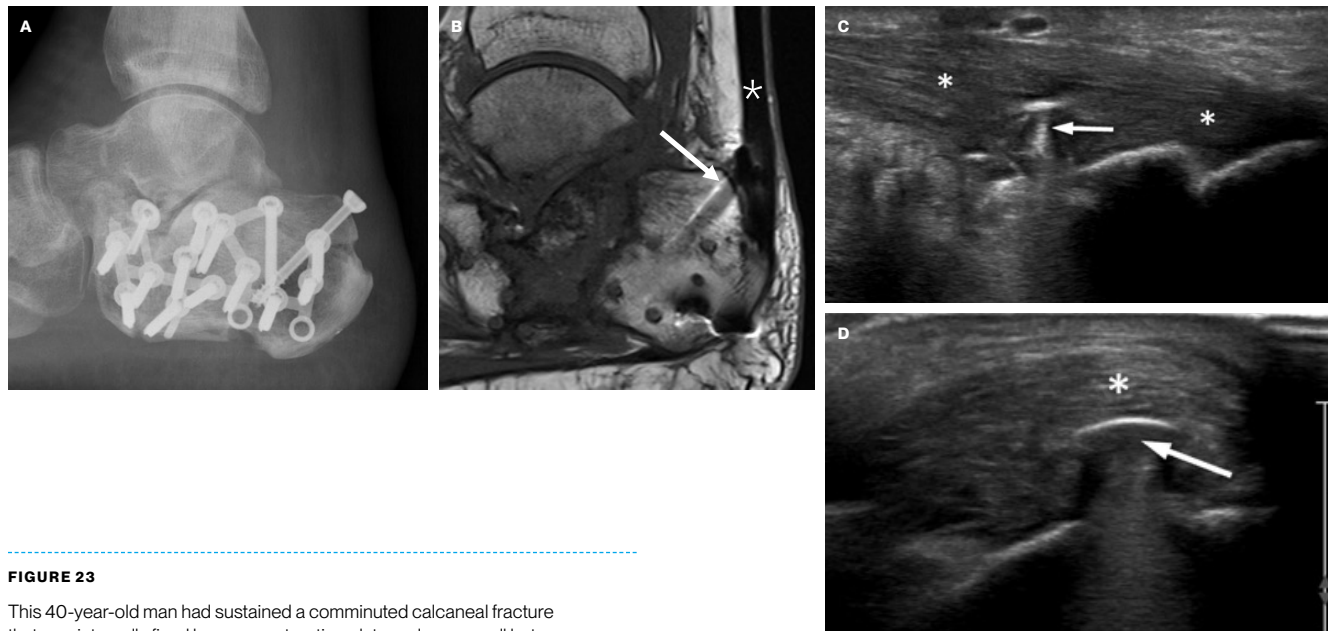 A
B
C
D
FIGURE 23
This 40-year-old man had sustained a comminuted calcaneal fracture